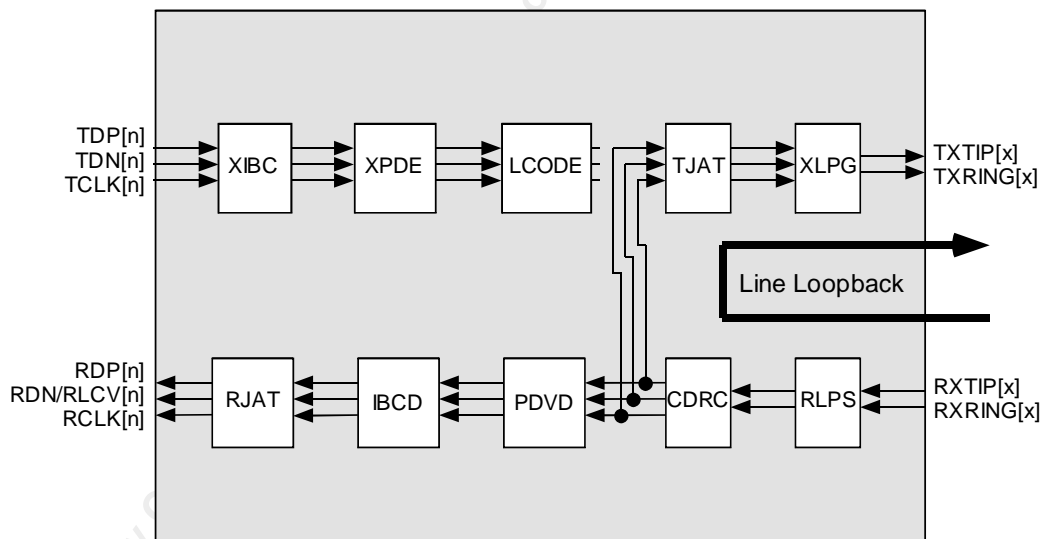 TDP[n]
TDN[n]
TCLK[n]
XIBC
XPDE
LCODE
TJAT
XLPG
TXTIP[x]
TXRING[x]
Line Loopback
RDP[n]
RDN/RLCV[n]
RCLK[n]
RJAT
IBCD
PDVD
CDRC
RLPS
RXTIP[x]
RXRING[x]